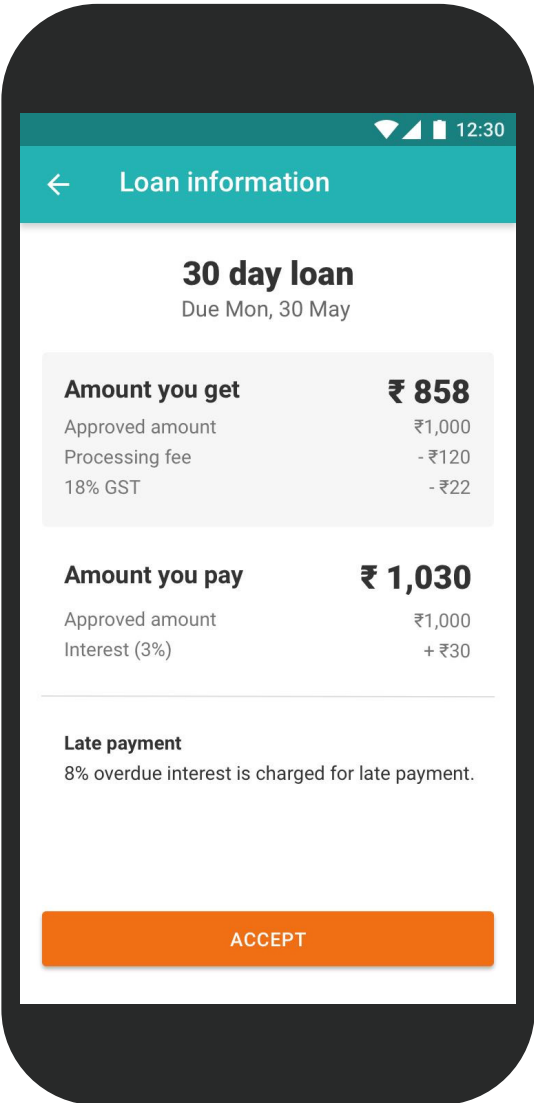 12:30
Loan information
30 day loan
Due Mon, 30 May
Amount you get ₹ 858
Approved amount ₹1,000
Processing fee - ₹120
18% GST - ₹22
Amount you pay ₹ 1,030
Approved amount ₹1,000
Interest (3%) + ₹30
Late payment
8% overdue interest is charged for late payment.
ACCEPT